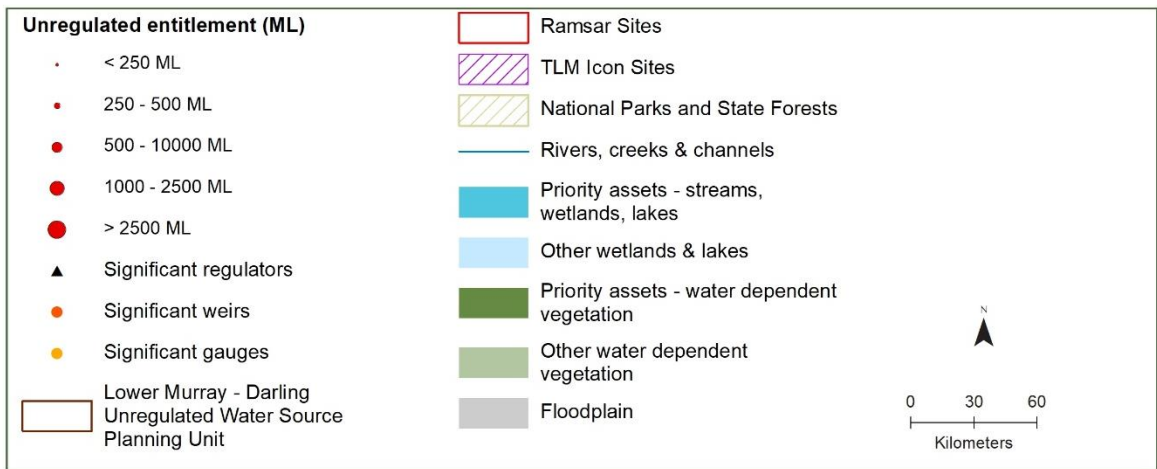 Unregulated entitlement (ML)
< 250 ML
250 - 500 ML
500 - 10000 ML
1000 - 2500 ML
> 2500 ML
Significant regulators
Significant weirs
Significant gauges
Lower Murray - Darling
Unregulated Water Source
Planning Unit
Ramsar Sites
TLM Icon Sites
National Parks and State Forests
Rivers, creeks & channels
Priority assets - streams,
wetlands, lakes
Other wetlands & lakes
Priority assets - water dependent
vegetation
Other water dependent
vegetation
Floodplain
N
0 30 60
Kilometers